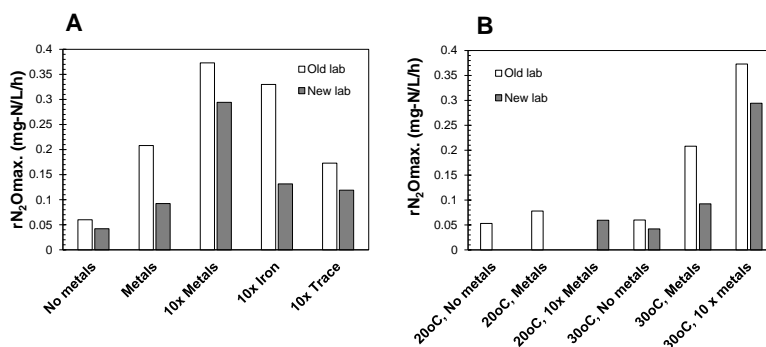 A
rN2Omax. (mg-N/L/h)
0.4
0.35
0.3
0.25
0.2
0.15
0.1
0.05
0
Old lab
New lab
No metals
Metals
10x Metals
10x Iron
10x Trace
B
rN2Omax. (mg-N/L/h)
0.4
0.35
0.3
0.25
0.2
0.15
0.1
0.05
0
Old lab
New lab
20oC, No metals
20oC, Metals
20oC, 10x Metals
30oC, No metals
30oC, Metals
30oC, 10 x metals